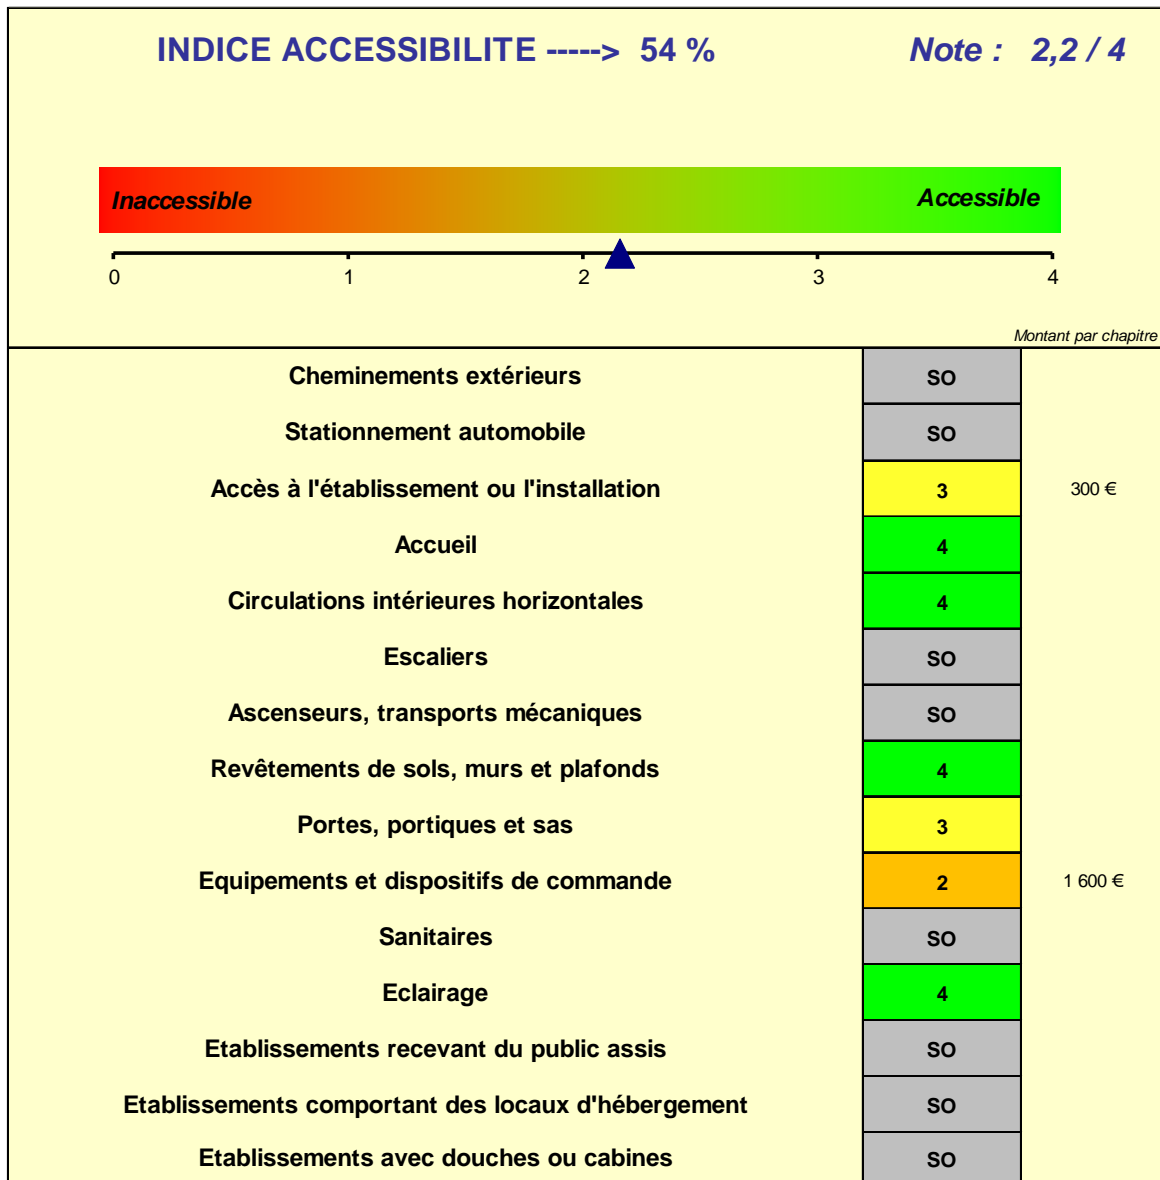 INDICE ACCESSIBILITE -----> 54 % Note : 2,2 / 4
Inaccessible Accessible
0 1 2 3 4
Montant par chapitre
Cheminements extérieurs SO
Stationnement automobile SO
Accès à l'établissement ou l'installation 3 300 €
Accueil 4
Circulations intérieures horizontales 4
Escaliers SO
Ascenseurs, transports mécaniques SO
Revêtements de sols, murs et plafonds 4
Portes, portiques et sas 3
Equipements et dispositifs de commande 2 1 600 €
Sanitaires SO
Eclairage 4
Etablissements recevant du public assis SO
Etablissements comportant des locaux d'hébergement SO
Etablissements avec douches ou cabines SO